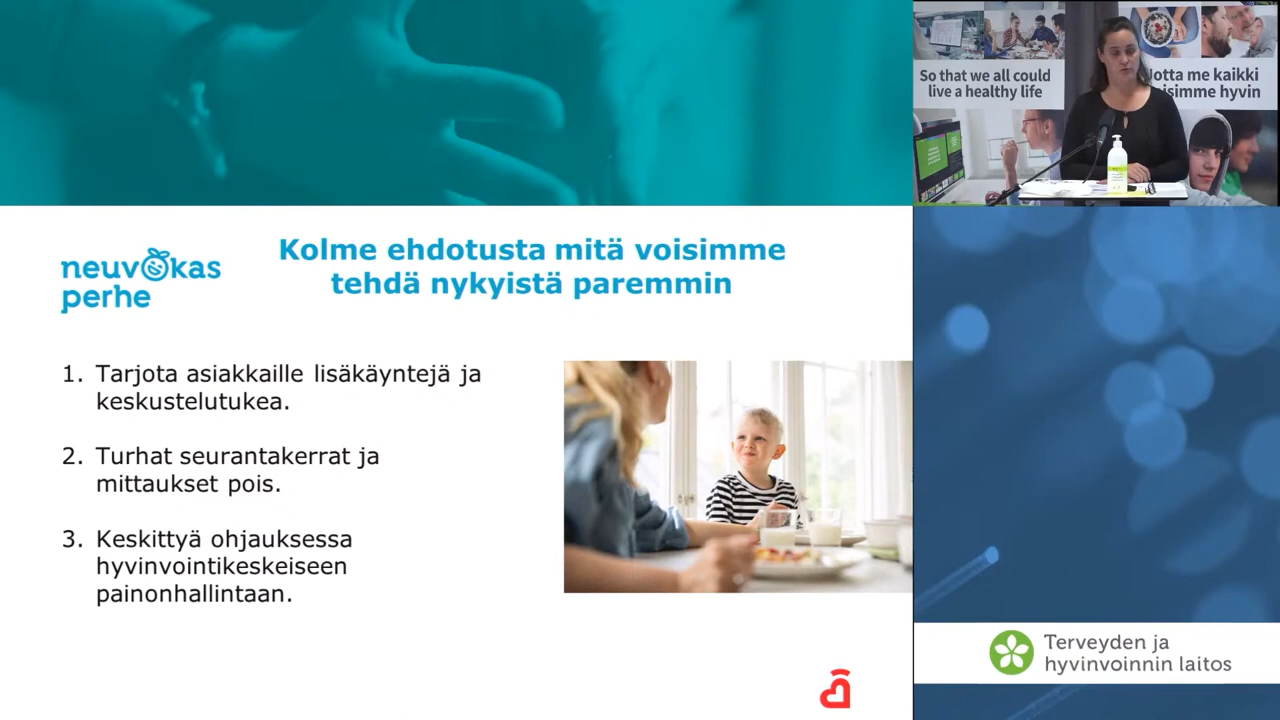 So that we all could
live a healthy life
Jotta me kaikki
simme hyvin
neuvokas
perhe
Kolme ehdotusta mitä voisimme
tehdä nykyistä paremmin
1. Tarjota asiakkaille lisäkäyntejä ja
keskustelutukea.
2. Turhat seurantakerrat ja
mittaukset pois.
3. Keskittyä ohjauksessa
hyvinvointikeskeiseen
painonhallintaan.
Terveyden ja
hyvinvoinnin laitos